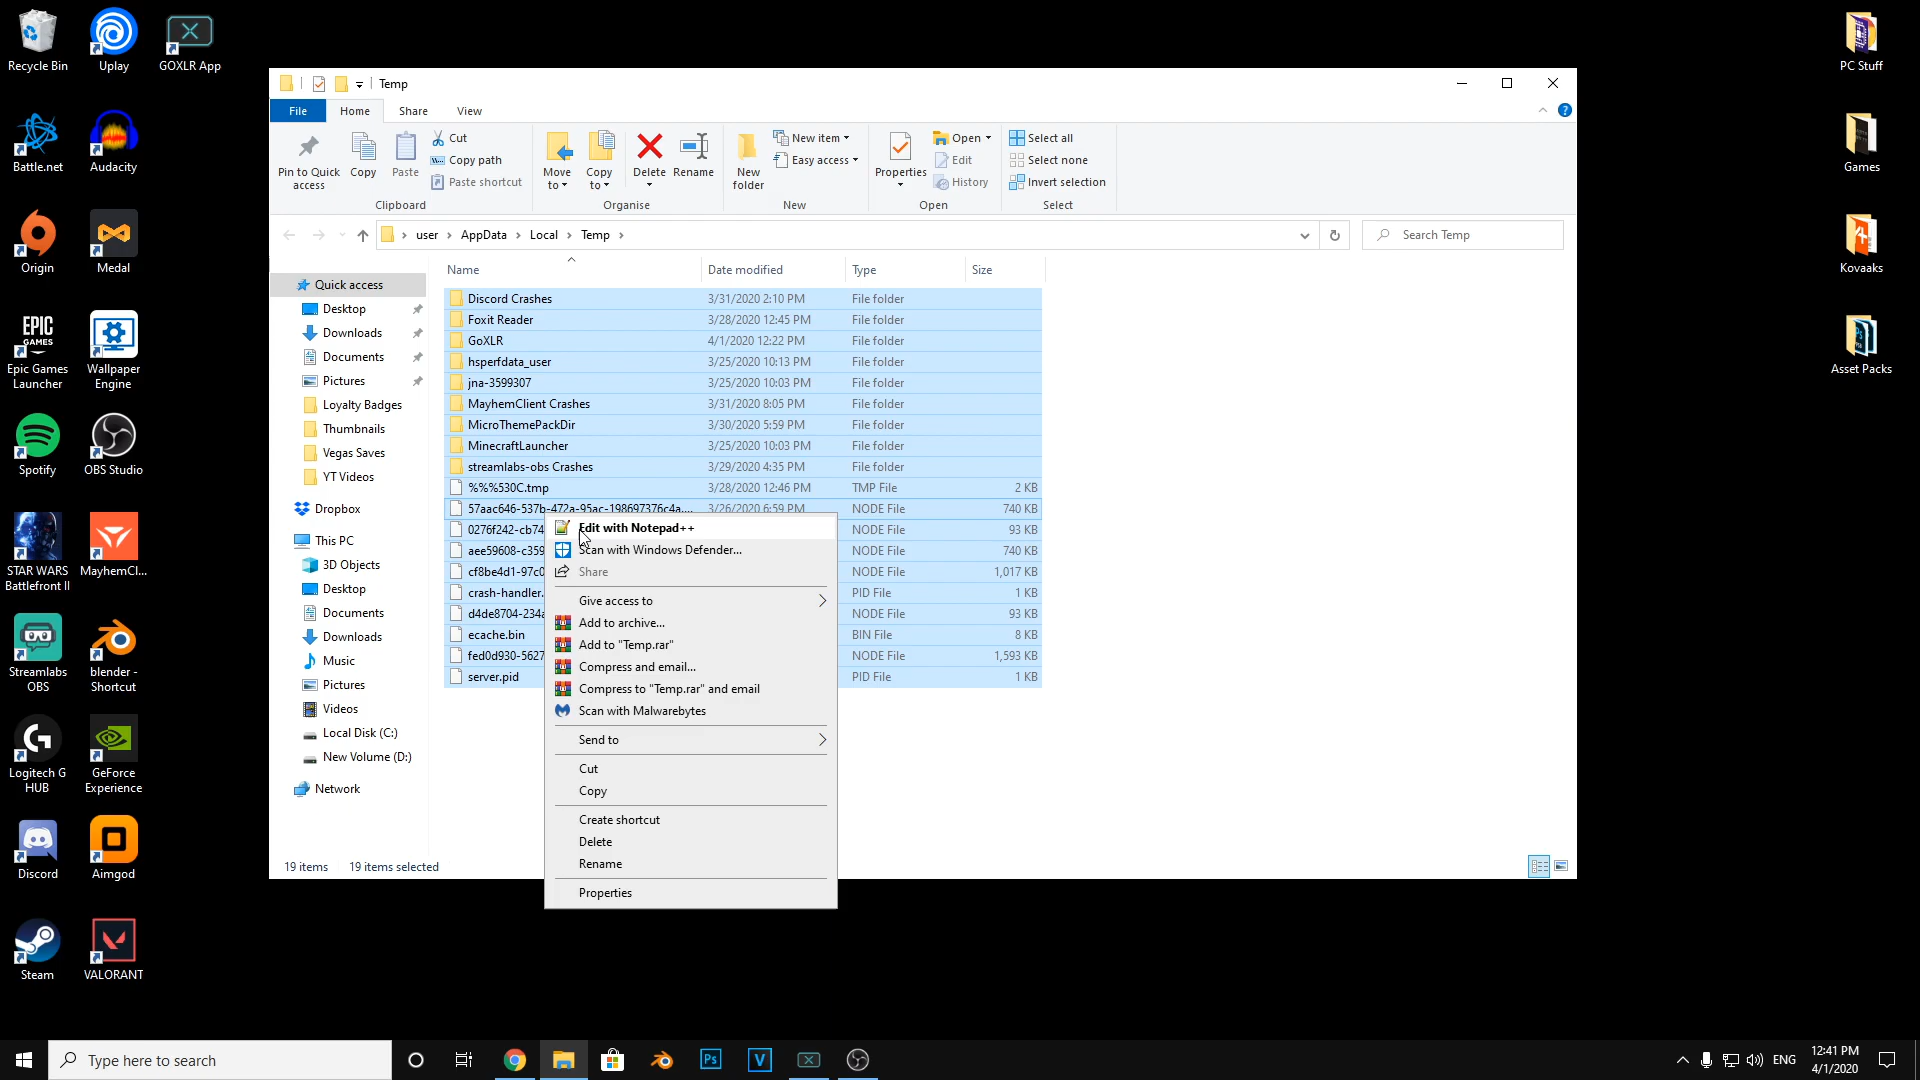 Recycle Bin
Uplay
GOXLR App
Battle.net
Audacity
Origin
Medal
EPIC
GAMES
Epic Games
Launcher
Wallpaper
Engine
Spotify
OBS Studio
STAR WARS
Battlefront II
MayhemCl...
Streamlabs
OBS
blender -
Shortcut
Logitech G
HUB
GeForce
Experience
Discord
Aimgod
Steam
VALORANT
Temp
File
Home
Share
View
Pin to Quick
access
Copy
Paste
Cut
Copy path
Paste shortcut
Clipboard
Move
to
Copy
to
Delete
Rename
Organise
New
folder
New item
Easy access
New
Properties
Open
Edit
History
Open
Select all
Select none
Invert selection
Select
user > AppData > Local > Temp >
Search Temp
Quick access
Desktop
Downloads
Documents
Pictures
Loyalty Badges
Thumbnails
Vegas Saves
YT Videos
Dropbox
This PC
3D Objects
Desktop
Documents
Downloads
Music
Pictures
Videos
Local Disk (C:)
New Volume (D:)
Network
Name Date modified Type Size
Discord Crashes 3/31/2020 2:10 PM File folder
Foxit Reader 3/28/2020 12:45 PM File folder
GoXLR 4/1/2020 12:22 PM File folder
hsperfdata_user 3/25/2020 10:13 PM File folder
jna-3599307 3/25/2020 10:03 PM File folder
MayhemClient Crashes 3/31/2020 8:05 PM File folder
MicroThemePackDir 3/30/2020 5:59 PM File folder
MinecraftLauncher 3/25/2020 10:03 PM File folder
streamlabs-obs Crashes 3/29/2020 4:35 PM File folder
%%%530C.tmp 3/28/2020 12:46 PM TMP File 2 KB
57aac646-537b-472a-95ac-198697376c4a.... 3/26/2020 6:59 PM NODE File 740 KB
0276f242-cb74 NODE File 93 KB
aee59608-c359 NODE File 740 KB
cf8be4d1-97c0 NODE File 1,017 KB
crash-handler. PID File 1 KB
d4de8704-234a NODE File 93 KB
ecache.bin BIN File 8 KB
fed0d930-5627 NODE File 1,593 KB
server.pid PID File 1 KB
Edit with Notepad++
Scan with Windows Defender...
Share
Give access to
Add to archive...
Add to "Temp.rar"
Compress and email...
Compress to "Temp.rar" and email
Scan with Malwarebytes
Send to
Cut
Copy
Create shortcut
Delete
Rename
Properties
19 items 19 items selected
PC Stuff
Games
Kovaaks
Asset Packs
Type here to search
Ps
V
ENG
12:41 PM
4/1/2020